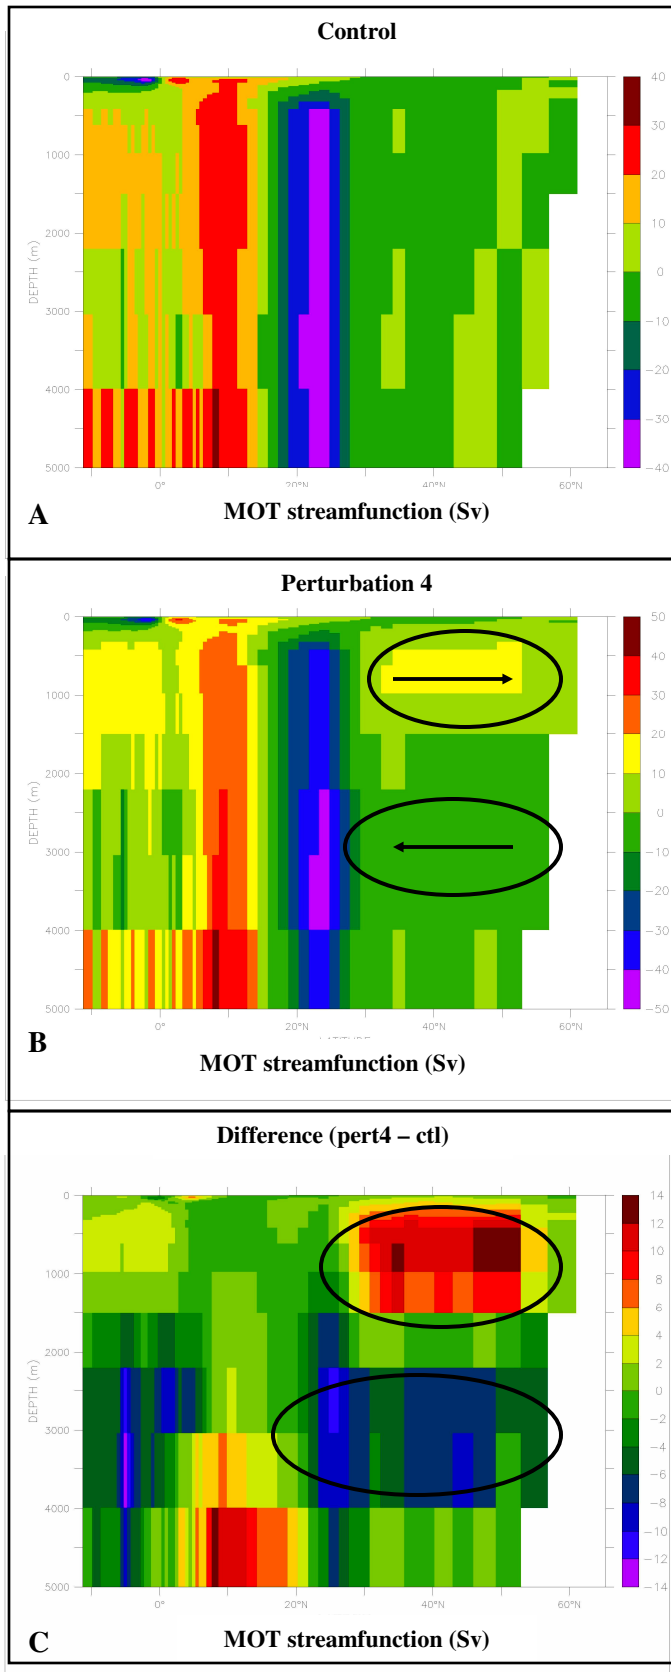 Control
0
1000
2000
3000
4000
5000
DEPTH (m)
0°
20°N
40°N
60°N
40
30
20
10
0
−10
−20
−30
−40
A
MOT streamfunction (Sv)
Perturbation 4
0
1000
2000
3000
4000
5000
DEPTH (m)
0°
20°N
40°N
60°N
LATITUDE
50
40
30
20
10
0
−10
−20
−30
−40
−50
B
MOT streamfunction (Sv)
Difference (pert4 – ctl)
0
1000
2000
3000
4000
5000
DEPTH (m)
0°
20°N
40°N
60°N
14
12
10
8
6
4
2
0
−2
−4
−6
−8
−10
−12
−14
C
MOT streamfunction (Sv)